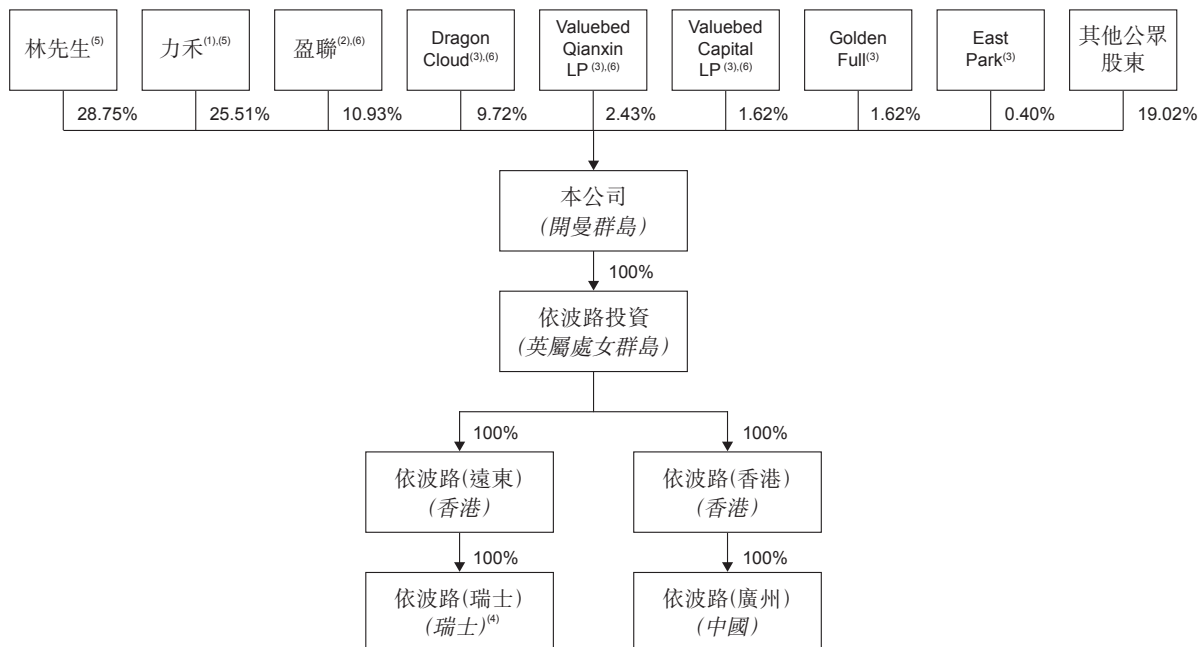 林先生(5)
力禾(1),(5)
盈聯(2),(6)
Dragon
Cloud(3),(6)
Valuebed
Qianxin
LP (3),(6)
Valuebed
Capital
LP (3),(6)
Golden
Full(3)
East
Park(3)
其他公眾
股東
28.75%
25.51%
10.93%
9.72%
2.43%
1.62%
1.62%
0.40%
19.02%
本公司
(開曼群島)
100%
依波路投資
(英屬處女群島)
100%
100%
依波路(遠東)
(香港)
依波路(香港)
(香港)
100%
100%
依波路(瑞士)
(瑞士)(4)
依波路(廣州)
(中國)